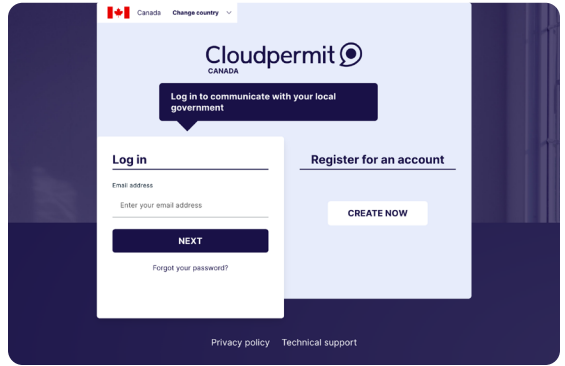 Canada Change country
Cloudpermit
CANADA
Log in to communicate with your local
government
Log in
Email address
Enter your email address
NEXT
Forgot your password?
Register for an account
CREATE NOW
Privacy policy Technical support